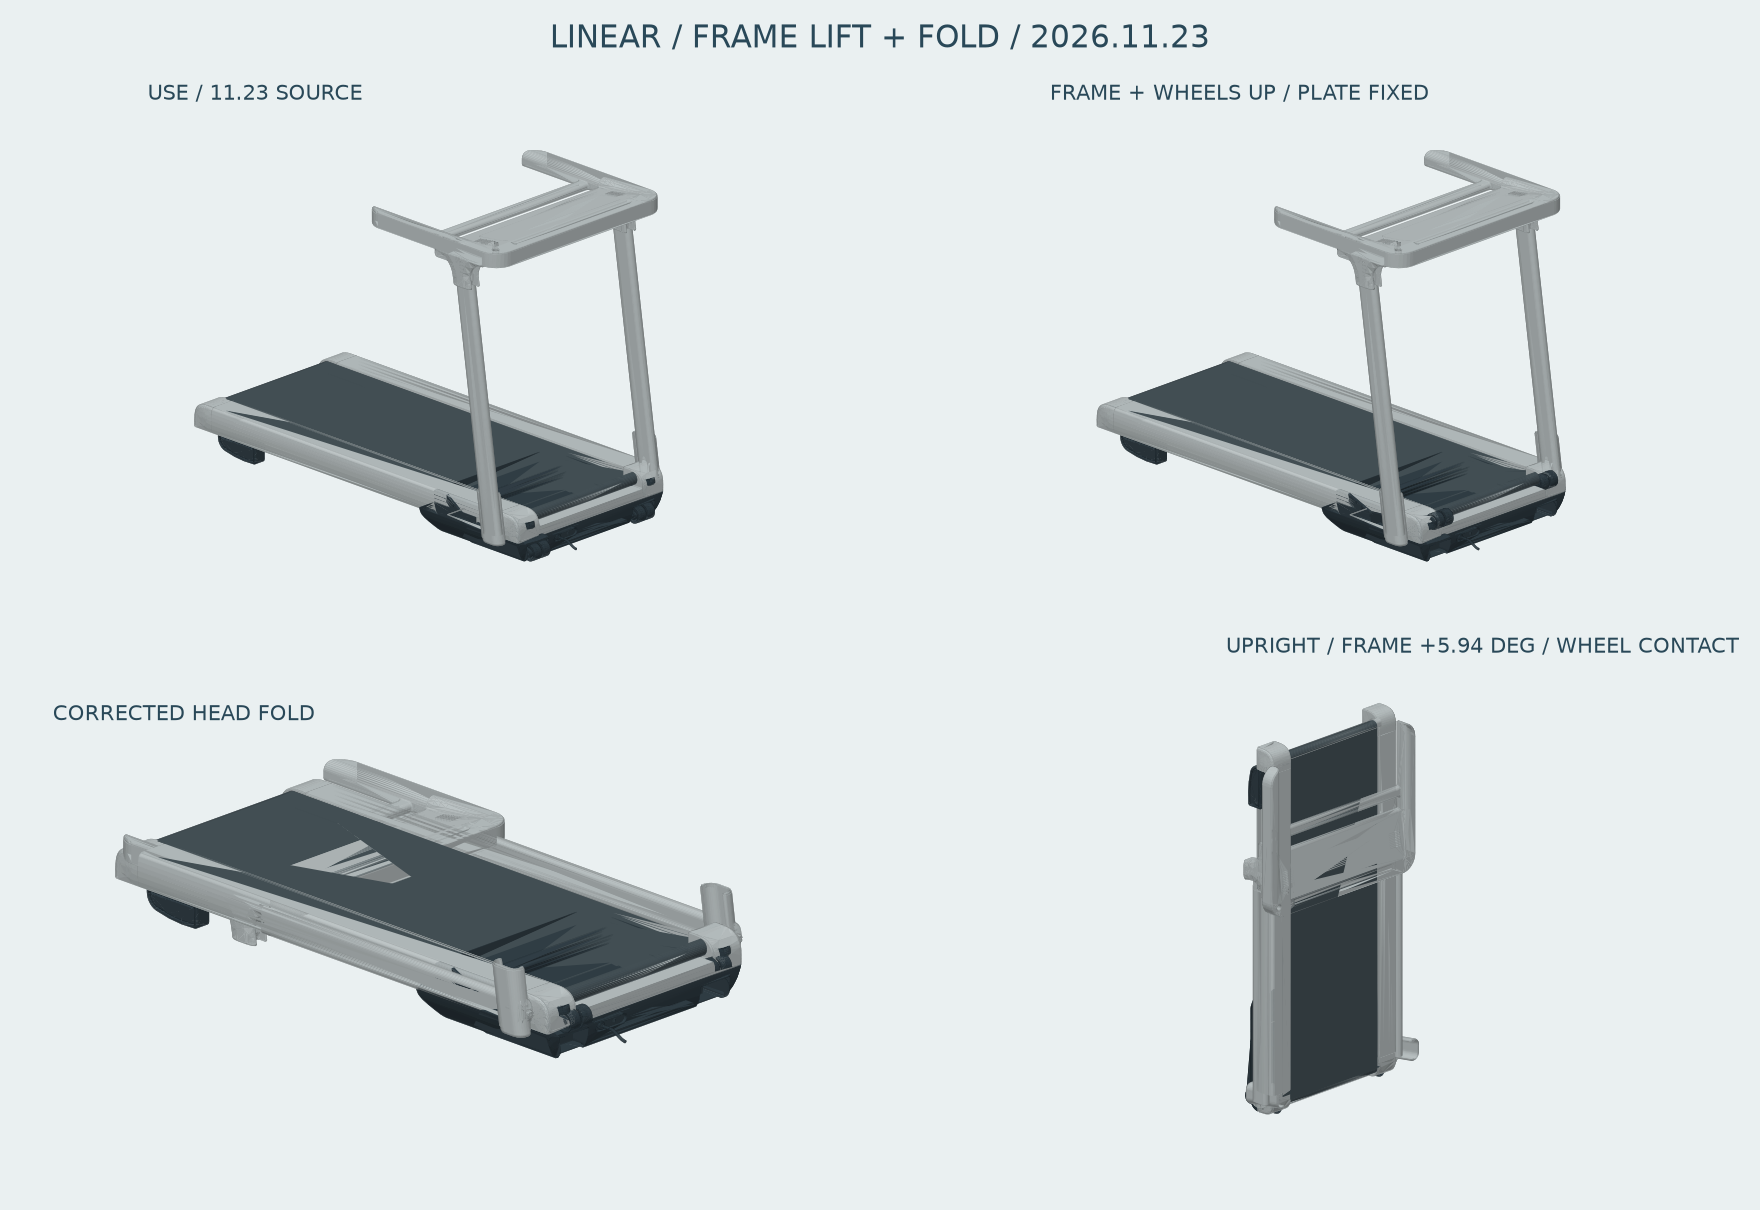 LINEAR / FRAME LIFT + FOLD / 2026.11.23
USE / 11.23 SOURCE
FRAME + WHEELS UP / PLATE FIXED
UPRIGHT / FRAME +5.94 DEG / WHEEL CONTACT
CORRECTED HEAD FOLD